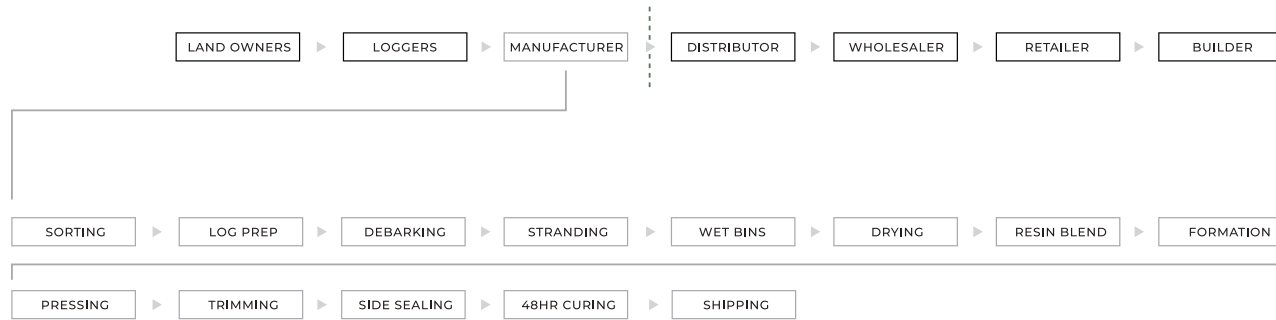 LAND OWNERS LOGGERS MANUFACTURER DISTRIBUTOR WHOLESALER RETAILER BUILDER
SORTING LOG PREP DEBARKING STRANDING WET BINS DRYING RESIN BLEND FORMATION
PRESSING TRIMMING SIDE SEALING 48HR CURING SHIPPING